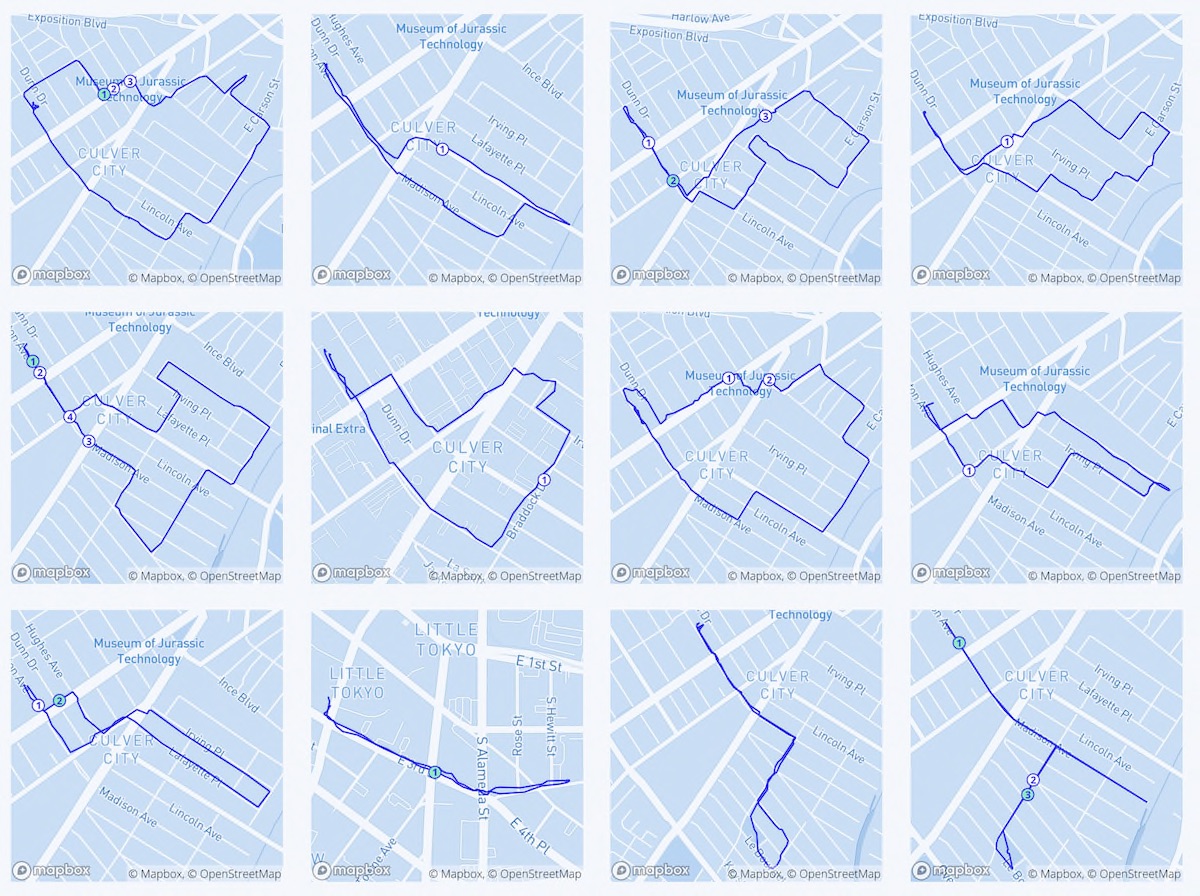 Exposition Blvd
Dunn Dr
Museum of Jurassic
Technology
1
2
3
E Carson St
CULVER
CITY
Lincoln Ave
mapbox
© Mapbox, © OpenStreetMap
Hughes Ave
Dunn Dr
Museum of Jurassic
Technology
Ince Blvd
CULVER
CITY
1
Irving Pl
Lafayette Pl
Madison Ave
Lincoln Ave
mapbox
© Mapbox, © OpenStreetMap
Harlow Ave
Exposition Blvd
Dunn Dr
Museum of Jurassic
Technology
3
1
E Carson St
2
CULVER
CITY
Lincoln Ave
mapbox
© Mapbox, © OpenStreetMap
Exposition Blvd
Dunn Dr
Museum of Jurassic
Technology
E Carson St
1
CULVER
CITY
Irving Pl
Lincoln Ave
mapbox
© Mapbox, © OpenStreetMap
Museum of Jurassic
Technology
1
2
Ince Blvd
CULVER
CITY
Irving Pl
4
Lafayette Pl
3
Madison Ave
Lincoln Ave
mapbox
© Mapbox, © OpenStreetMap
Technology
Dunn Dr
inal Extra
CULVER
CITY
1
Braddock
mapbox
© Mapbox, © OpenStreetMap
Dunn Dr
Museum of Jurassic
Technology
1
2
CULVER
CITY
Irving Pl
Madison Ave
Lincoln Ave
mapbox
© Mapbox, © OpenStreetMap
Hughes Ave
Museum of Jurassic
Technology
CULVER
CITY
1
Irving Pl
Madison Ave
Lincoln Ave
mapbox
© Mapbox, © OpenStreetMap
Hughes Ave
Dunn Dr
Museum of Jurassic
Technology
1
2
Ince Blvd
CULVER
CITY
Irving Pl
Lafayette Pl
Madison Ave
Lincoln Ave
mapbox
© Mapbox, © OpenStreetMap
LITTLE
TOKYO
E 1st St
LITTLE
TOKYO
Rose St
S Hewitt St
S Alameda St
E 3rd
1
E 4th Pl
mapbox
© Mapbox, © OpenStreetMap
Technology
CULVER
CITY
Irving Pl
Lincoln Ave
mapbox
© Mapbox, © OpenStreetMap
1
CULVER
CITY
Irving Pl
Lafayette Pl
Madison Ave
Lincoln Ave
2
3
mapbox
© Mapbox, © OpenStreetMap